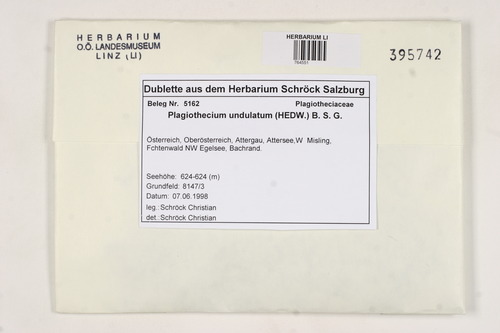 HERBARIUM
O.Ö. LANDESMUSEUM
LINZ (LI)
HERBARIUM LI
395742
Dublette aus dem Herbarium Schröck Salzburg
Beleg Nr. 5162 Plagiotheciaceae
Plagiothecium undulatum (HEDW.) B. S. G.
Österreich, Oberösterreich, Attergau, Attersee,W Misling,
Fchtenwald NW Egelsee, Bachrand.
Seehöhe: 624-624 (m)
Grundfeld: 8147/3
Datum: 07.06.1998
leg. Schröck Christian
det. Schröck Christian